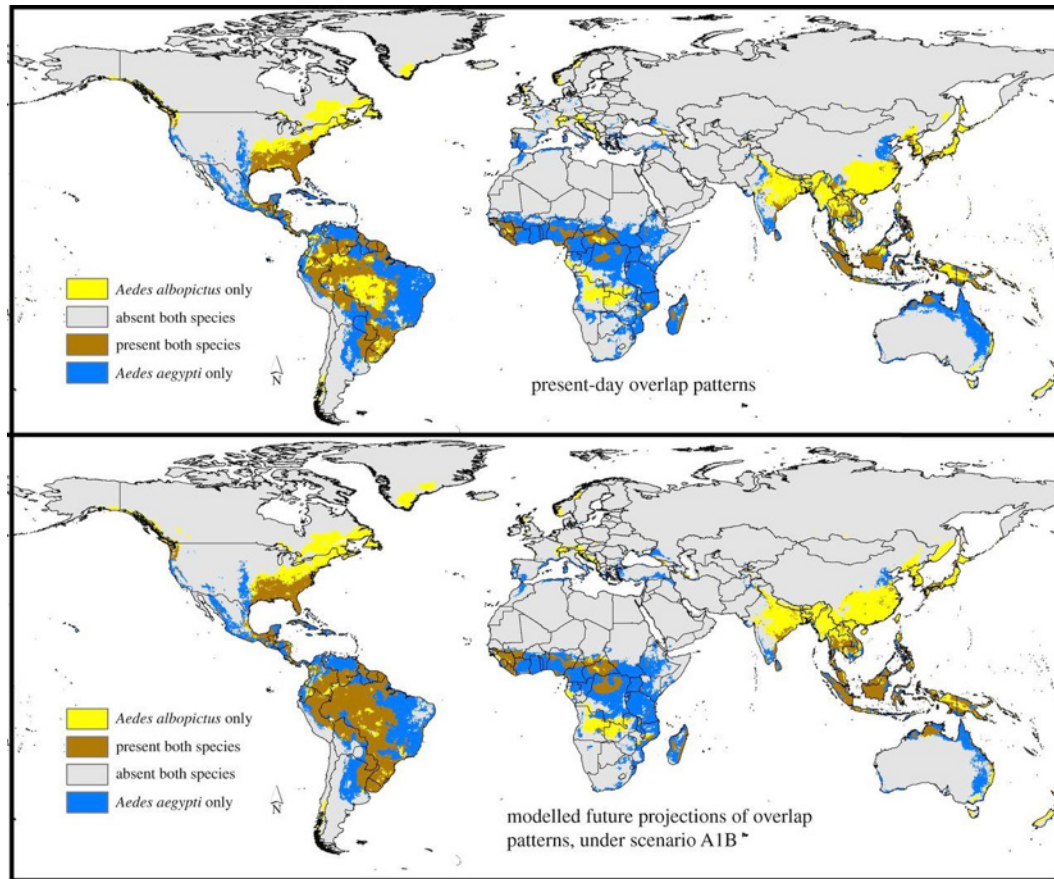 Aedes albopictus only
absent both species
present both species
Aedes aegypti only
N
present-day overlap patterns
Aedes albopictus only
present both species
absent both species
Aedes aegypti only
N
modelled future projections of overlap
patterns, under scenario A1B